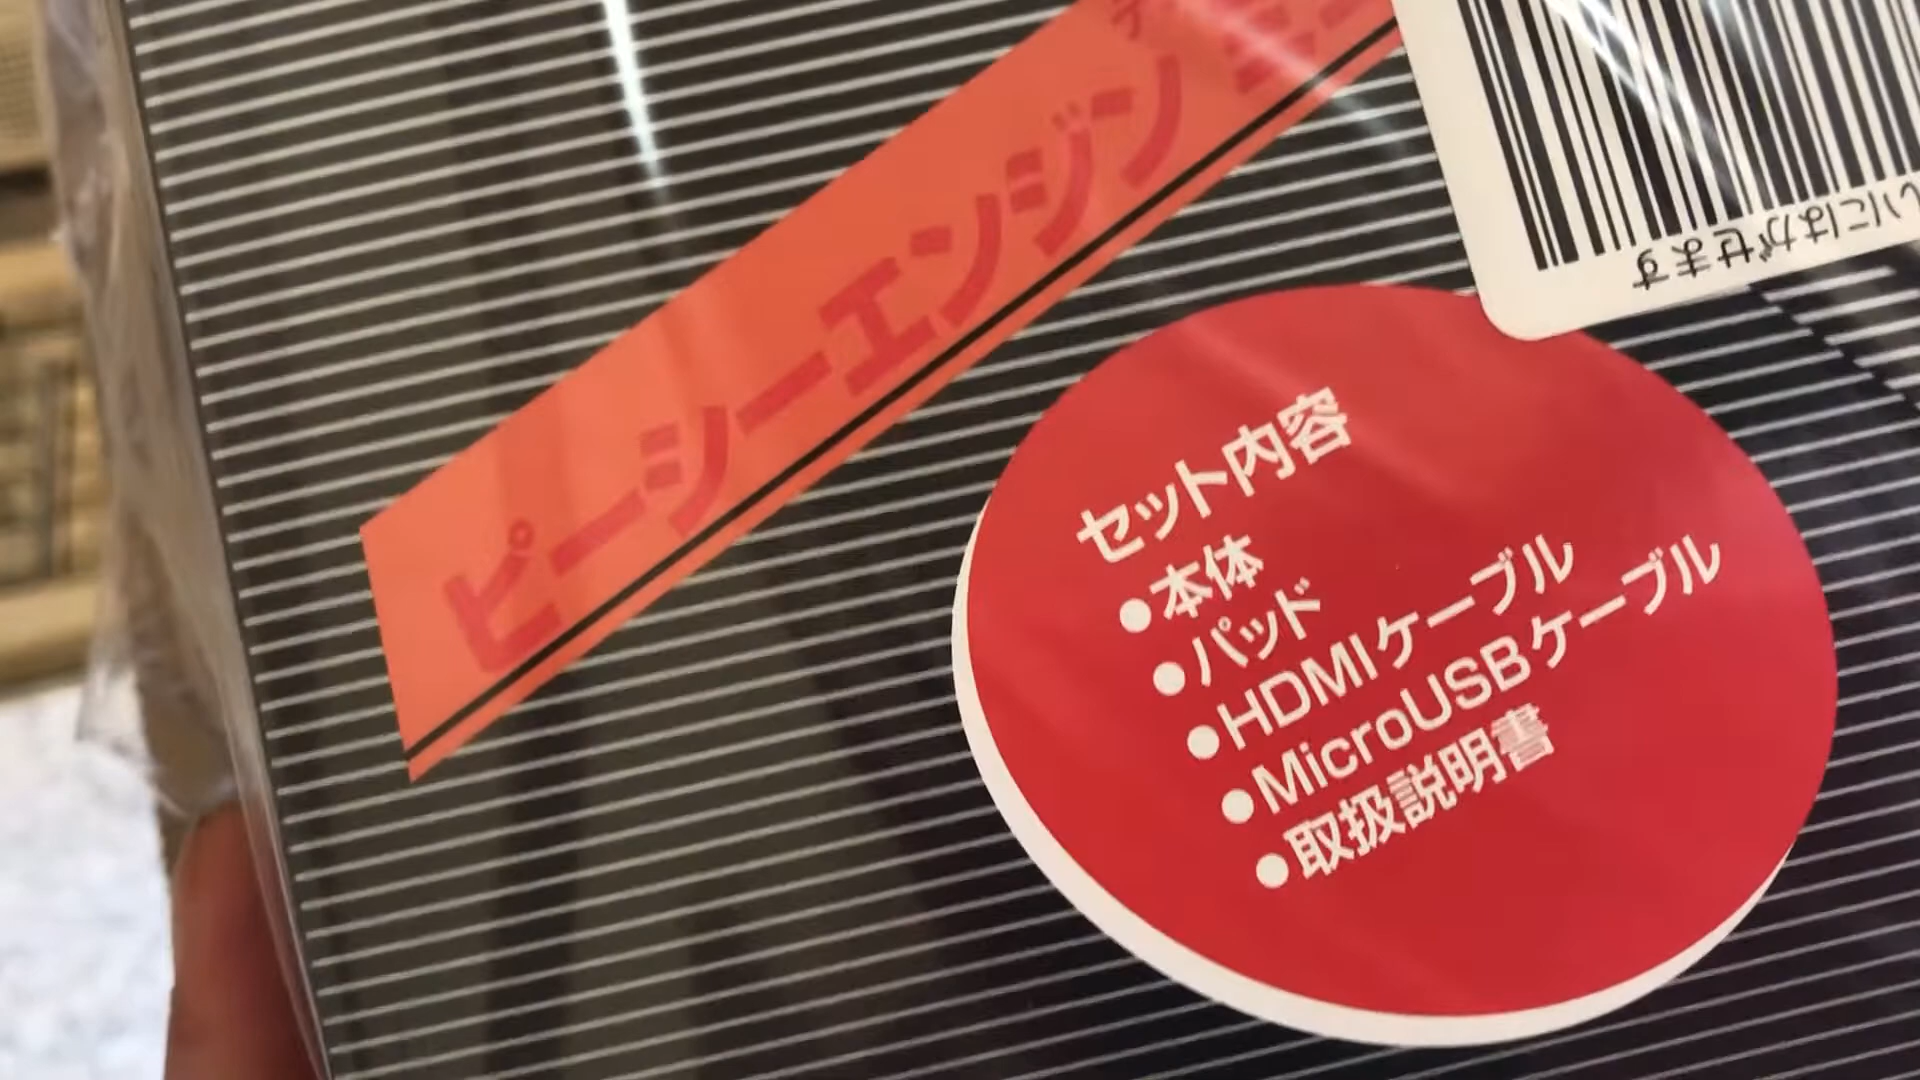 ピーシーエンジン
いにはがせます
セット内容
●本体
●パッド
●HDMIケーブル
●MicroUSBケーブル
●取扱説明書